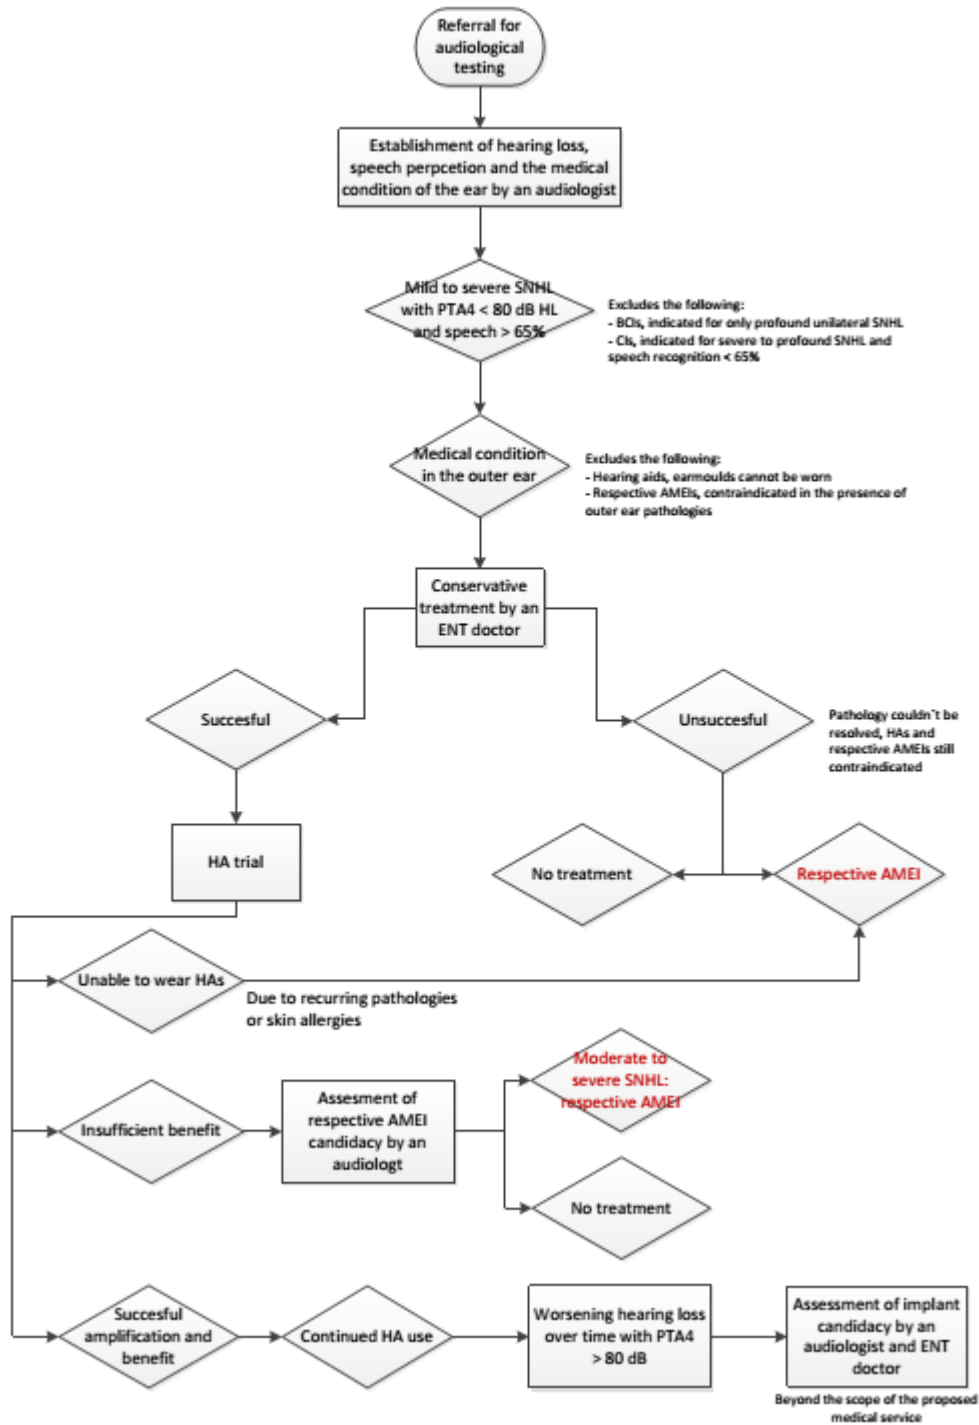 Referral for
audiological
testing
Establishment of hearing loss,
speech perpcetion and the medical
condition of the ear by an audiologist
Mild to severe SNHL
with PTA4 < 80 dB HL
and speech > 65%
Excludes the following:
- BCIs, indicated for only profound unilateral SNHL
- CIs, indicated for severe to profound SNHL and
speech recognition < 65%
Medical condition
in the outer ear
Excludes the following:
- Hearing aids, earmoulds cannot be worn
- Respective AMEIs, contraindicated in the presence of
outer ear pathologies
Conservative
treatment by an
ENT doctor
Succesful
Unsuccesful
Pathology couldn`t be
resolved, HAs and
respective AMEIs still
contraindicated
HA trial
No treatment
Respective AMEI
Unable to wear HAs
Due to recurring pathologies
or skin allergies
Moderate to
severe SNHL:
respective AMEI
Insufficient benefit
Assesment of
respective AMEI
candidacy by an
audiologt
No treatment
Succesful
amplification and
benefit
Continued HA use
Worsening hearing loss
over time with PTA4
> 80 dB
Assessment of implant
candidacy by an
audiologist and ENT
doctor
Beyond the scope of the proposed
medical service